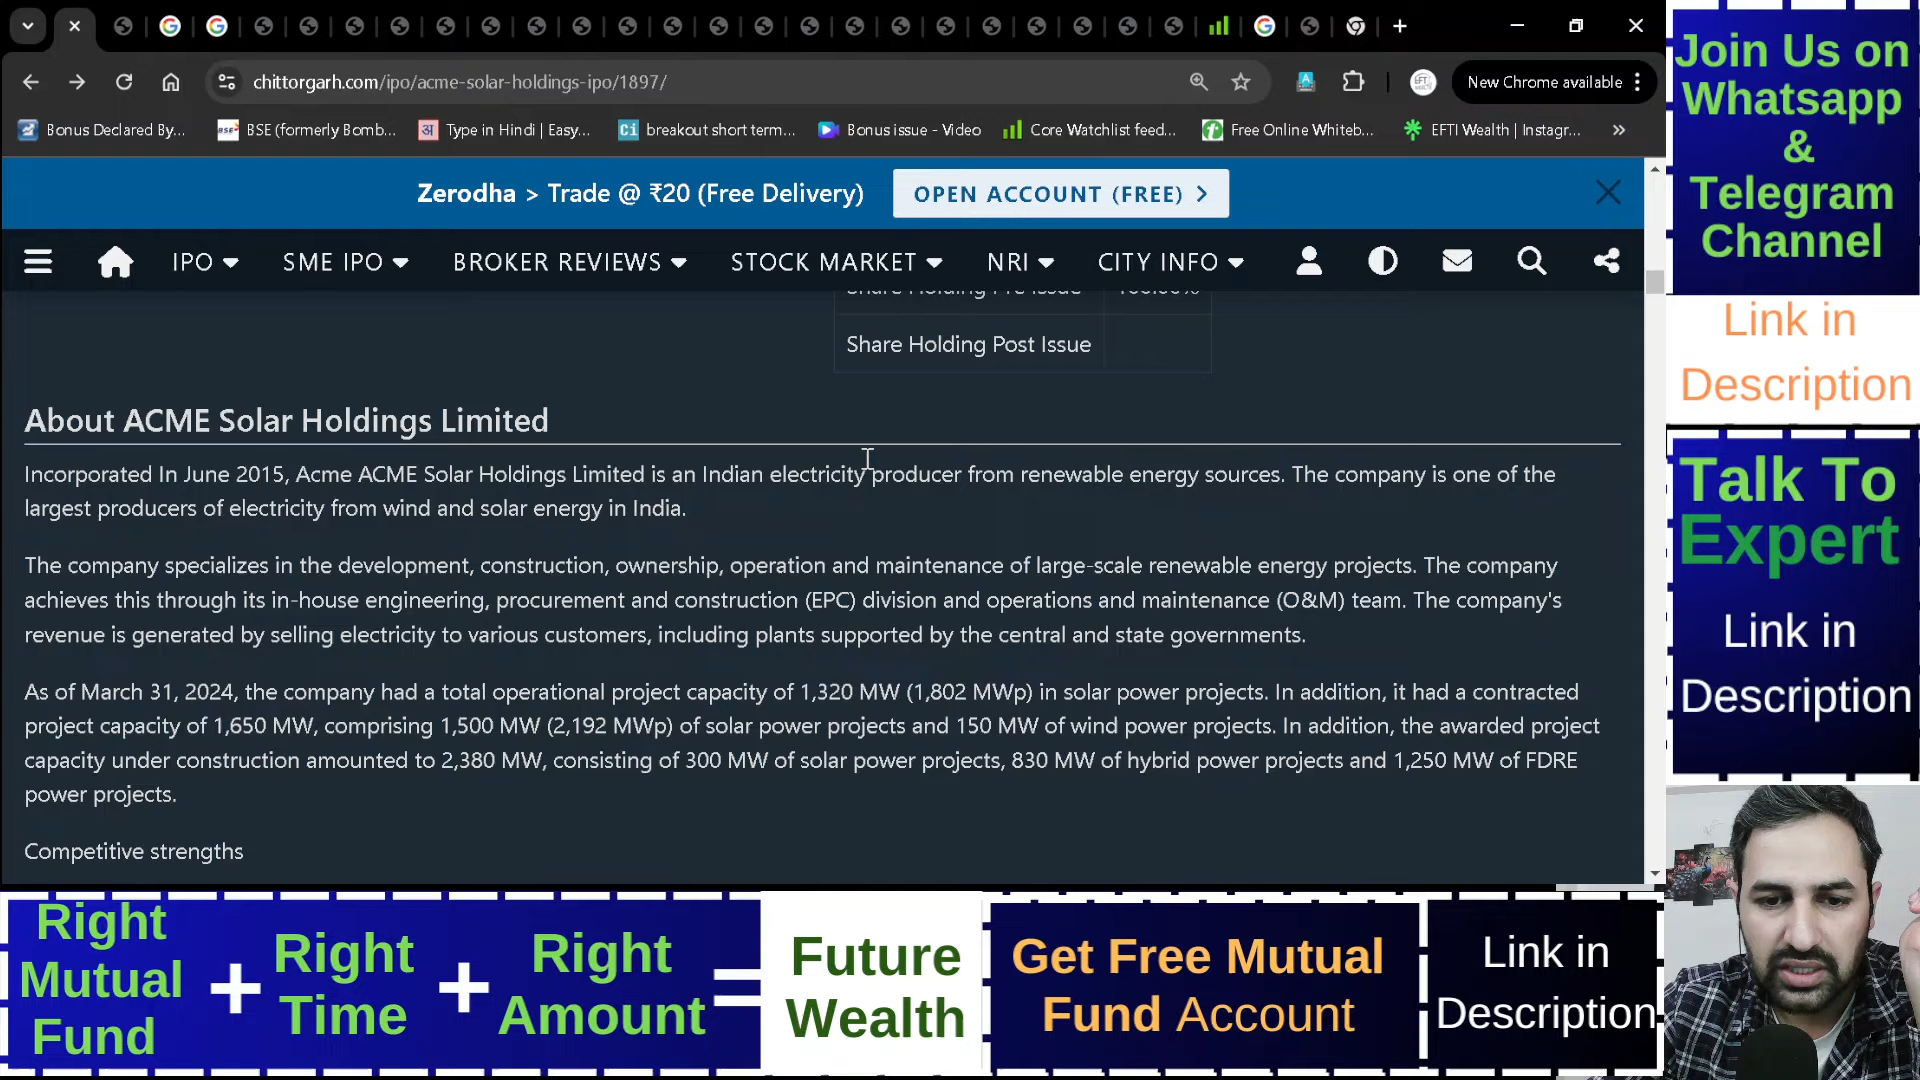 chittorgarh.com/ipo/acme-solar-holdings-ipo/1897/
New Chrome available
Bonus Declared By...
BSE (formerly Bomb...
Type in Hindi | Easy...
breakout short term...
Bonus issue - Video
Core Watchlist feed...
Free Online Whiteb...
EFTI Wealth | Instagr...
Zerodha > Trade @ ₹20 (Free Delivery)
OPEN ACCOUNT (FREE)
IPO
SME IPO
BROKER REVIEWS
STOCK MARKET
NRI
CITY INFO
Share Holding Post Issue
About ACME Solar Holdings Limited
Incorporated In June 2015, Acme ACME Solar Holdings Limited is an Indian electricity producer from renewable energy sources. The company is one of the
largest producers of electricity from wind and solar energy in India.
The company specializes in the development, construction, ownership, operation and maintenance of large-scale renewable energy projects. The company
achieves this through its in-house engineering, procurement and construction (EPC) division and operations and maintenance (O&M) team. The company's
revenue is generated by selling electricity to various customers, including plants supported by the central and state governments.
As of March 31, 2024, the company had a total operational project capacity of 1,320 MW (1,802 MWp) in solar power projects. In addition, it had a contracted
project capacity of 1,650 MW, comprising 1,500 MW (2,192 MWp) of solar power projects and 150 MW of wind power projects. In addition, the awarded project
capacity under construction amounted to 2,380 MW, consisting of 300 MW of solar power projects, 830 MW of hybrid power projects and 1,250 MW of FDRE
power projects.
Competitive strengths
Join Us on
Whatsapp
&
Telegram
Channel
Link in
Description
Talk To
Expert
Link in
Description
Right
Mutual
Fund
+
Right
Time
+
Right
Amount
=
Future
Wealth
Get Free Mutual
Fund Account
Link in
Description